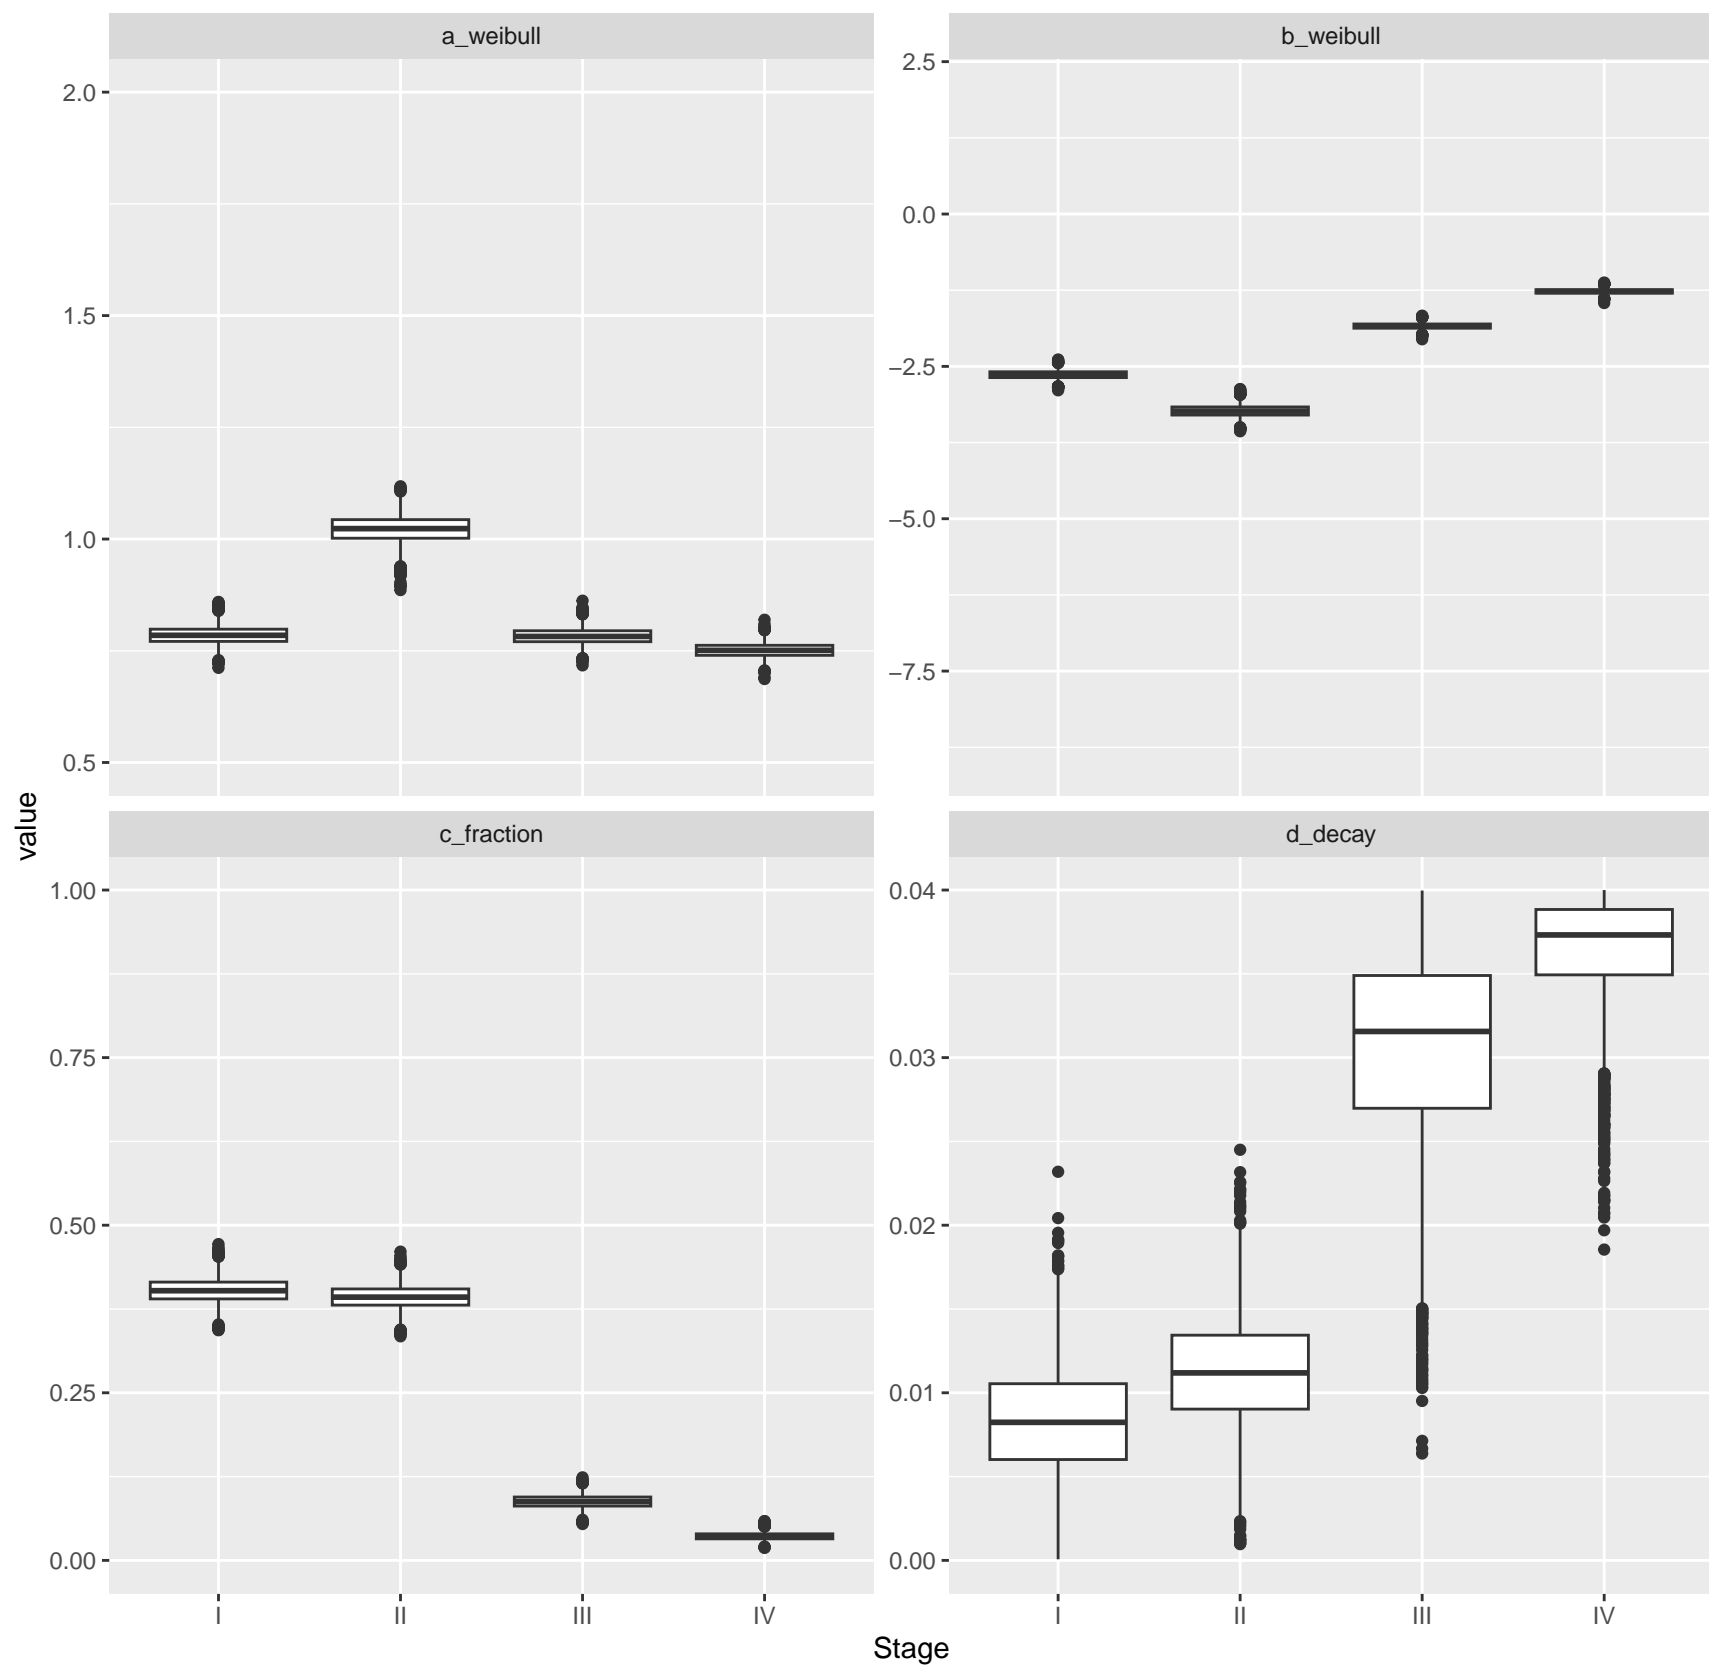 a_weibull
b_weibull
2.0
1.5
1.0
0.5
2.5
0.0
−2.5
−5.0
−7.5
value
c_fraction
d_decay
1.00
0.75
0.50
0.25
0.00
0.04
0.03
0.02
0.01
0.00
I II III IV
I II III IV
Stage